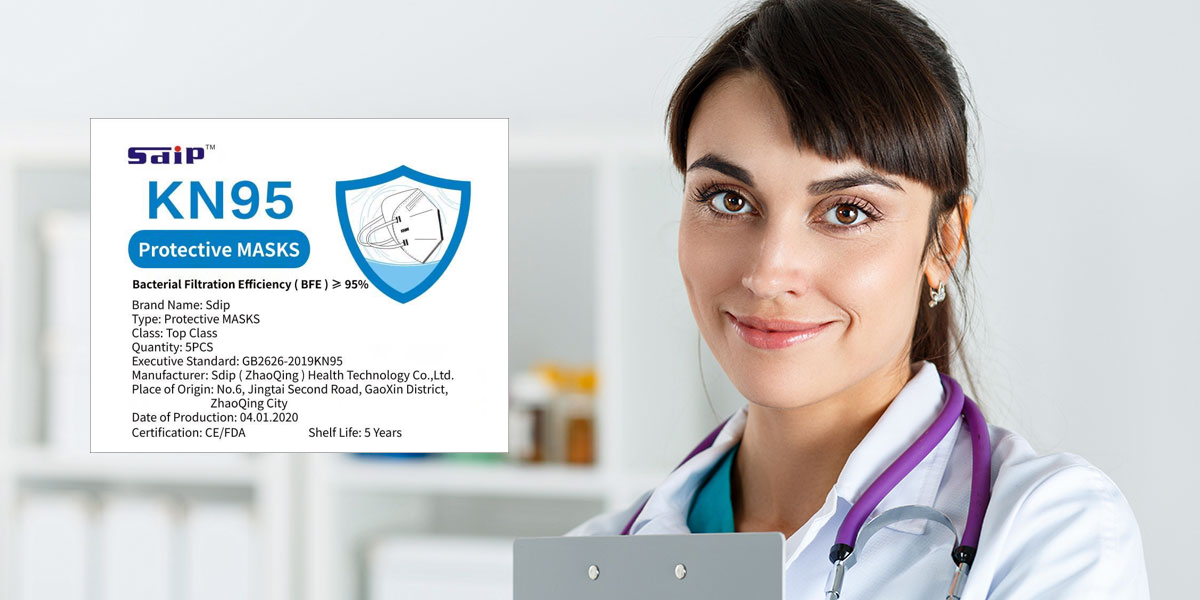 Saip™
KN95
Protective MASKS
Bacterial Filtration Efficiency ( BFE ) ⩾ 95%
Brand Name: Sdip
Type: Protective MASKS
Class: Top Class
Quantity: 5PCS
Executive Standard: GB2626-2019KN95
Manufacturer: Sdip ( ZhaoQing ) Health Technology Co.,Ltd.
Place of Origin: No.6, Jingtai Second Road, GaoXin District,
ZhaoQing City
Date of Production: 04.01.2020
Certification: CE/FDA Shelf Life: 5 Years